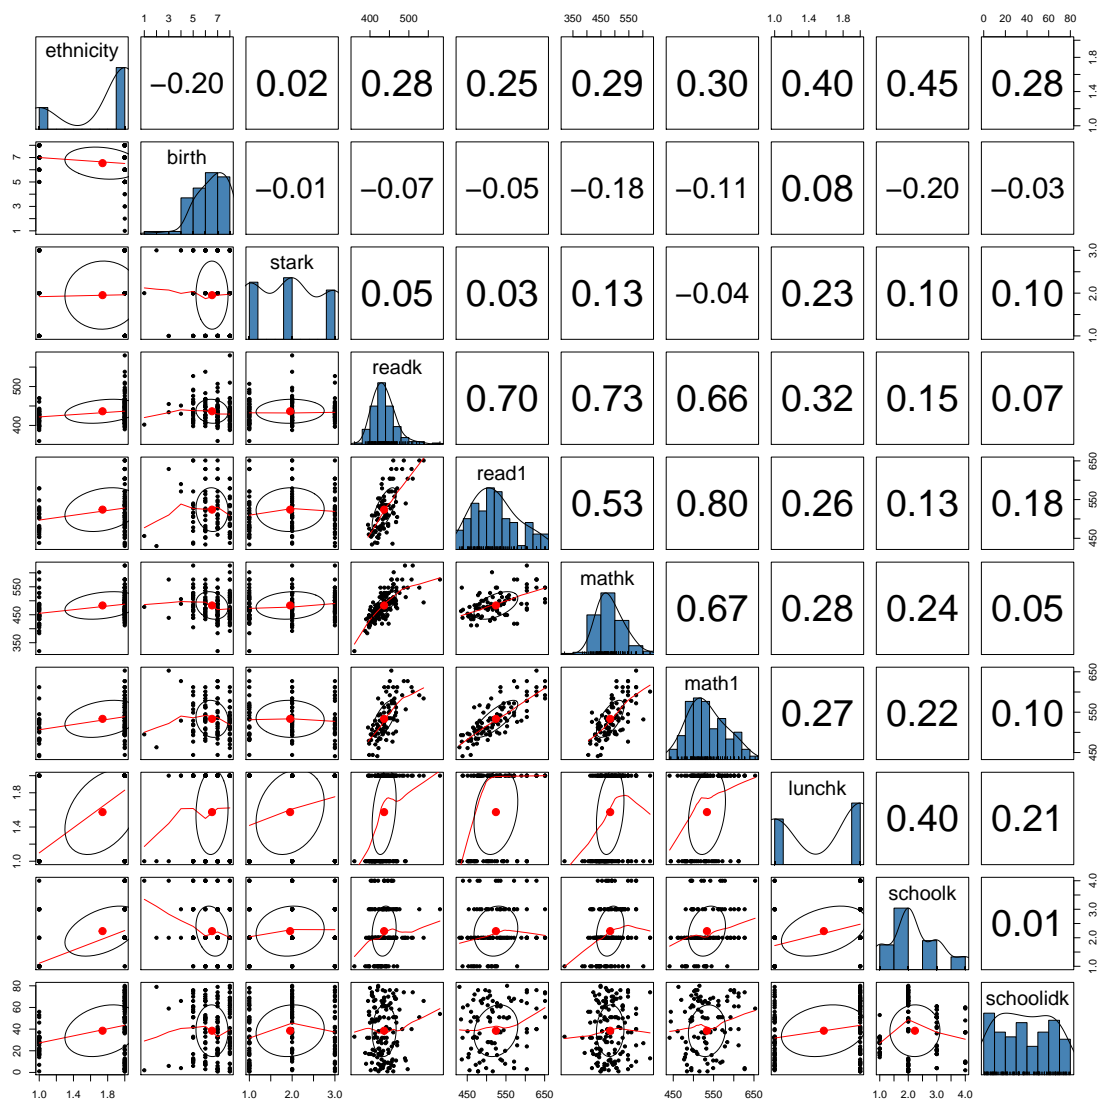 1 3 5 7 400 500 350 450 550 1.0 1.4 1.8 0 20 40 60 80
ethnicity −0.20 0.02 0.28 0.25 0.29 0.30 0.40 0.45 0.28 1.0 1.4 1.8
1 3 5 7 birth −0.01 −0.07 −0.05 −0.18 −0.11 0.08 −0.20 −0.03
stark 0.05 0.03 0.13 −0.04 0.23 0.10 0.10 1.0 2.0 3.0
400 500 readk 0.70 0.73 0.66 0.32 0.15 0.07
read1 0.53 0.80 0.26 0.13 0.18 450 550 650
350 450 550 mathk 0.67 0.28 0.24 0.05
math1 0.27 0.22 0.10 450 550 650
1.0 1.4 1.8 lunchk 0.40 0.21
schoolk 0.01 1.0 2.0 3.0 4.0
0 20 40 60 80 schoolidk
1.0 1.4 1.8 1.0 2.0 3.0 450 550 650 450 550 650 1.0 2.0 3.0 4.0